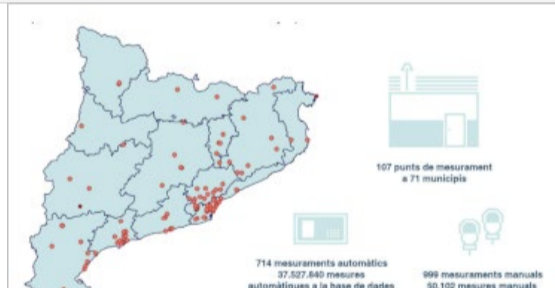 107 punts de mesurament
a 71 municipis
714 mesuraments automàtics
37.527.840 mesures
automàtiques a la base de dades
999 mesuraments manuals
50.102 mesures manuals